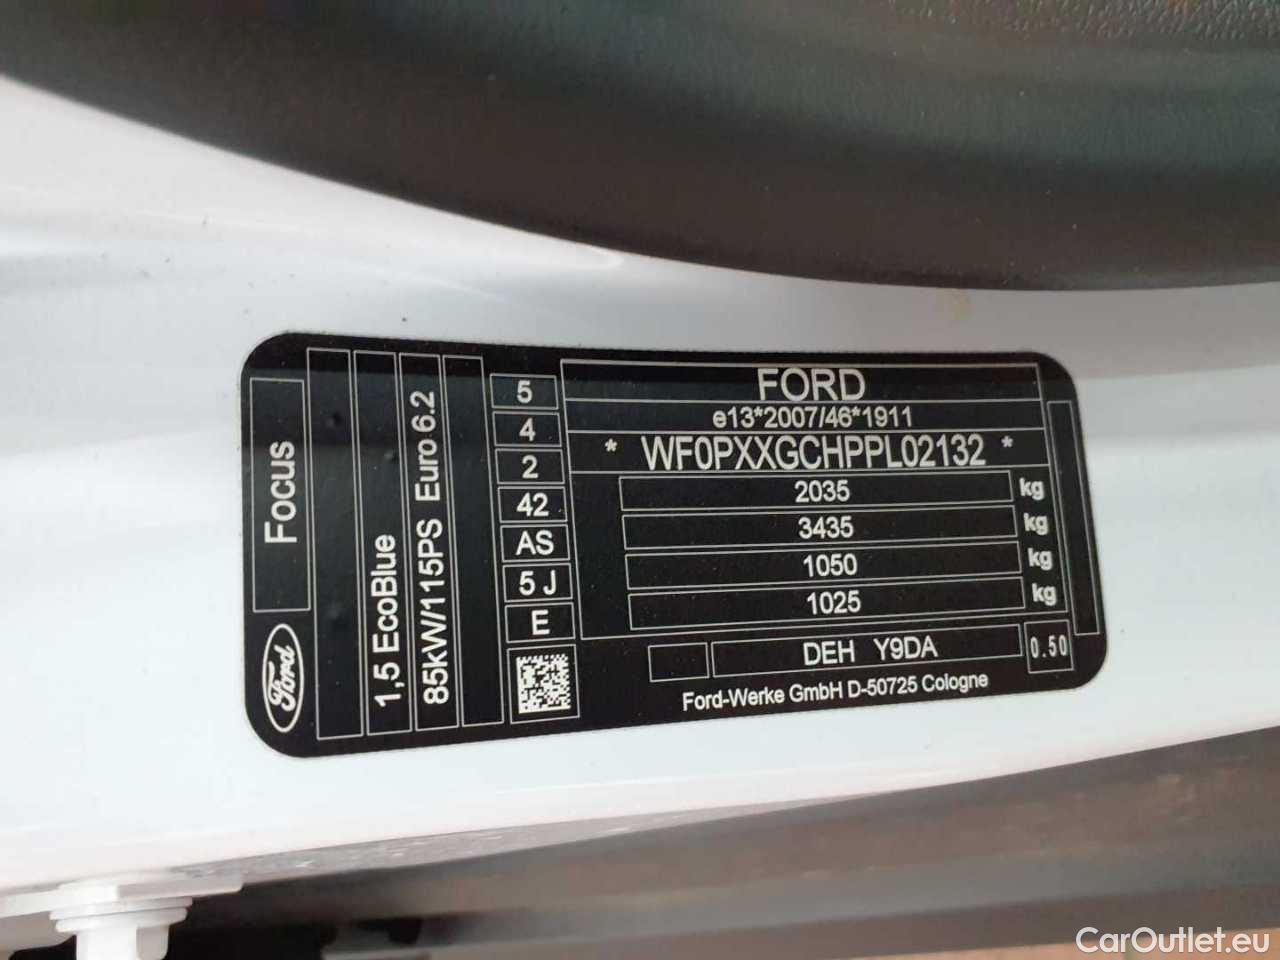 FORD
e13*2007/46*1911
* WF0PXXGCHPPL02132 *
2035 kg
3435 kg
1050 kg
1025 kg
DEH Y9DA
0.50
Ford-Werke GmbH D-50725 Cologne
5
4
2
42
AS
5 J
E
85kW/115PS Euro 6.2
1,5 EcoBlue
Focus
Ford
CarOutlet.eu